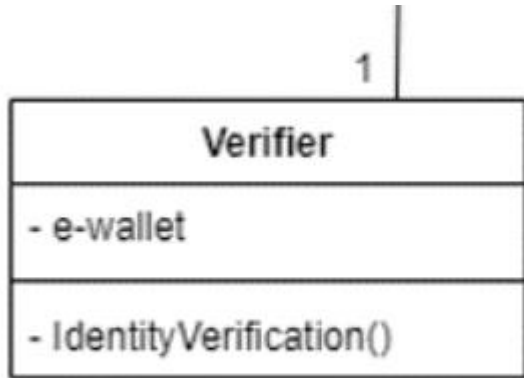 1
Verifier
- e-wallet
- IdentityVerification()